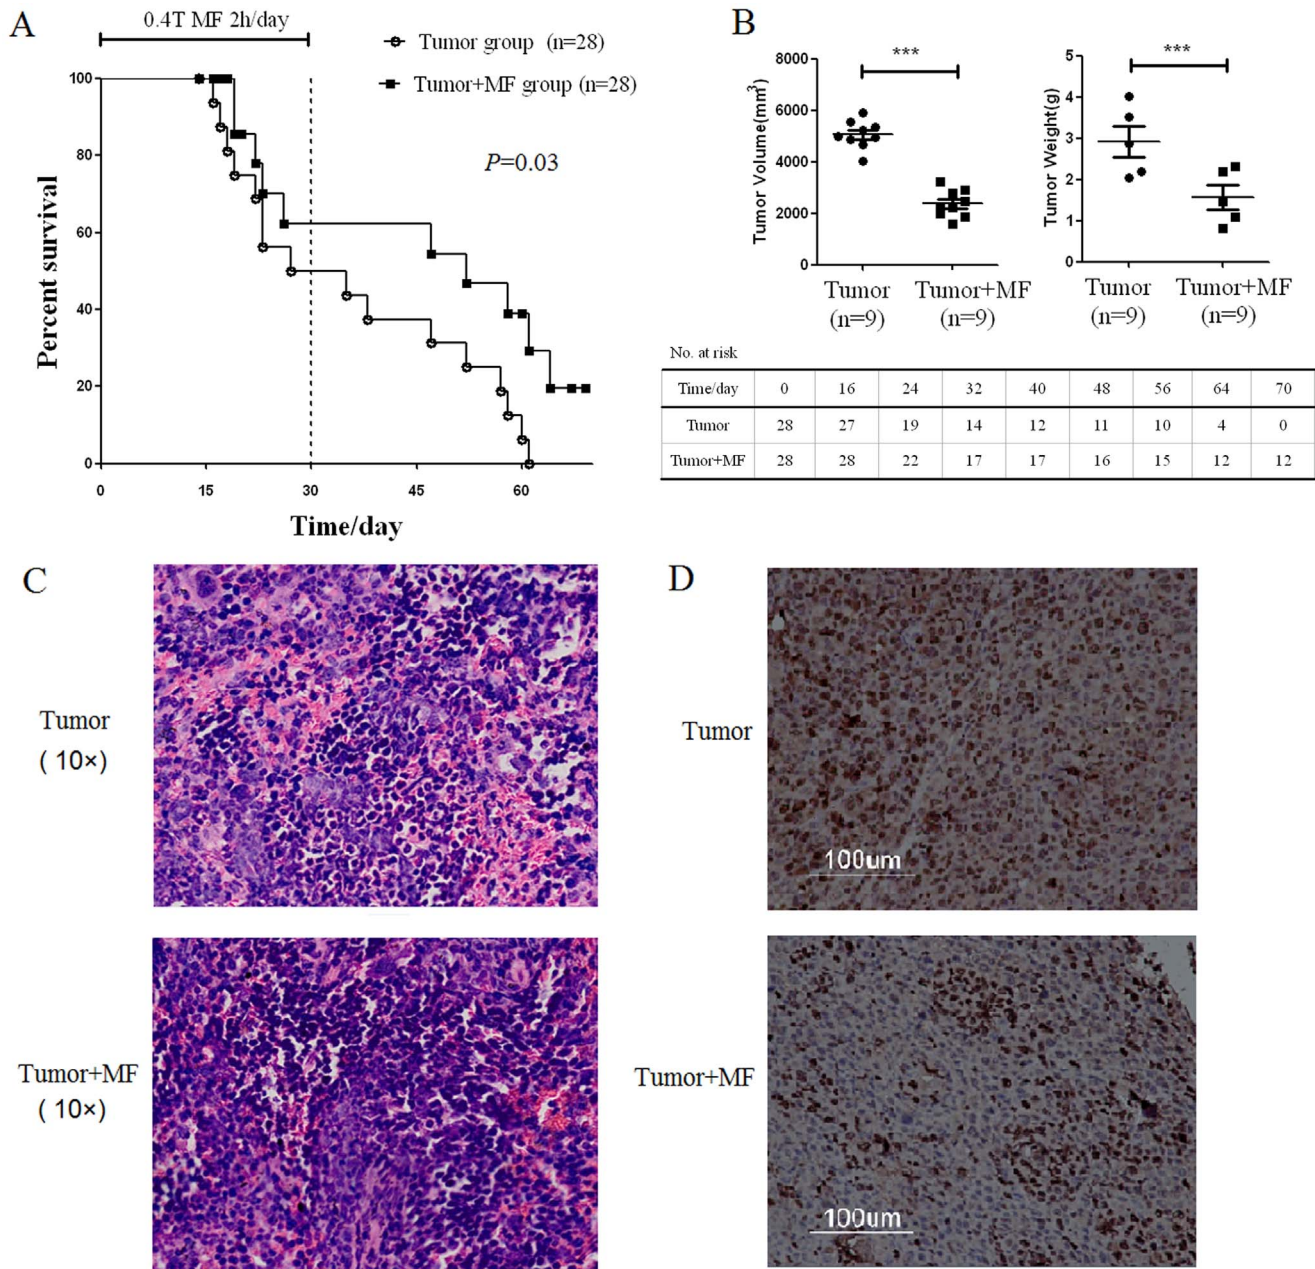 A
0.4T MF 2h/day
Tumor group (n=28)
Tumor+MF group (n=28)
P=0.03
Percent survival
100
80
60
40
20
0
0 15 30 45 60
Time/day
B
***
Tumor Volume(mm³)
8000
6000
4000
2000
0
Tumor
(n=9)
Tumor+MF
(n=9)
***
Tumor Weight(g)
5
4
3
2
1
0
Tumor
(n=9)
Tumor+MF
(n=9)
No. at risk
Time/day 0 16 24 32 40 48 56 64 70
Tumor 28 27 19 14 12 11 10 4 0
Tumor+MF 28 28 22 17 17 16 15 12 12
C
Tumor
( 10×)
Tumor+MF
( 10×)
D
Tumor
100um
Tumor+MF
100um